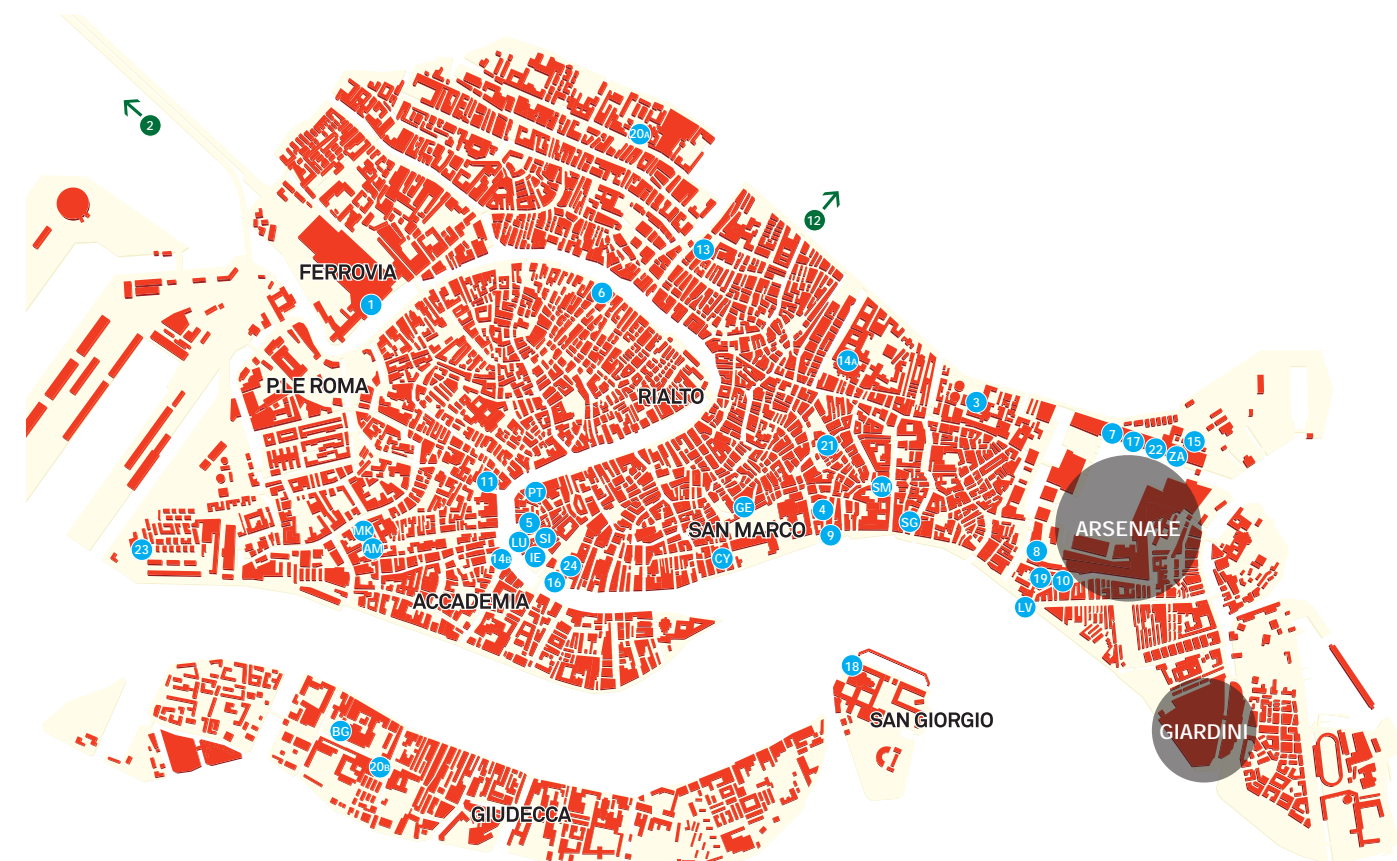 2
20A
12
13
FERROVIA
6
1
14A
P.LE ROMA
RIALTO
3
7
17
22
15
ZA
21
11
PT
SM
GE
4
SG
5
ARSENALE
MK
SAN MARCO
9
SI
LU
AM
23
8
IE
14B
CY
24
16
19
10
ACCADEMIA
LV
18
SAN GIORGIO
BG
GIARDINI
20B
GIUDECCA